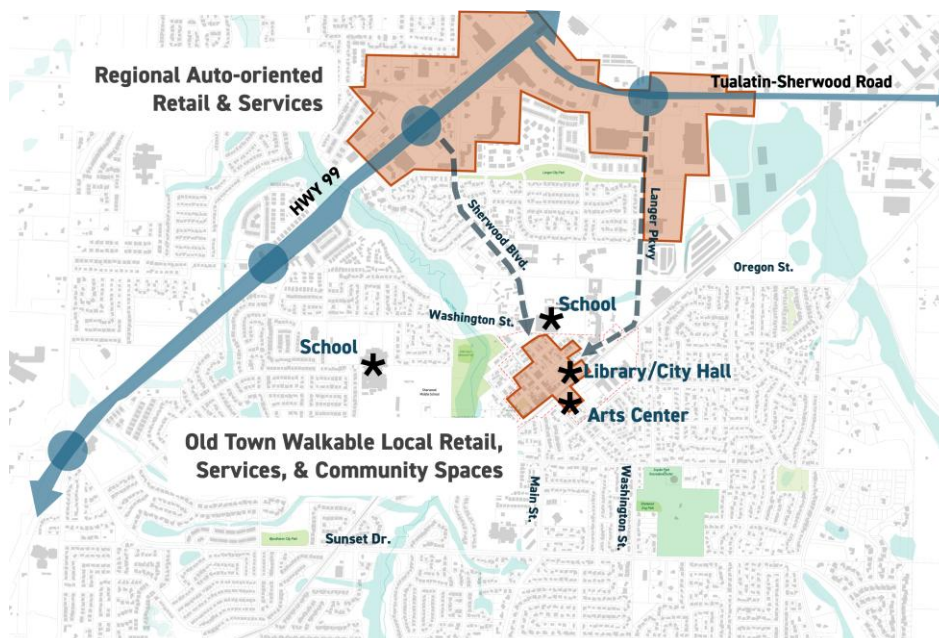 Regional Auto-oriented
Retail & Services
Tualatin-Sherwood Road
HWY 99
Sherwood Blvd.
Langer Pkwy
Oregon St.
Washington St.
School
School
Library/City Hall
Arts Center
Old Town Walkable Local Retail,
Services, & Community Spaces
Main St.
Washington St.
Sunset Dr.